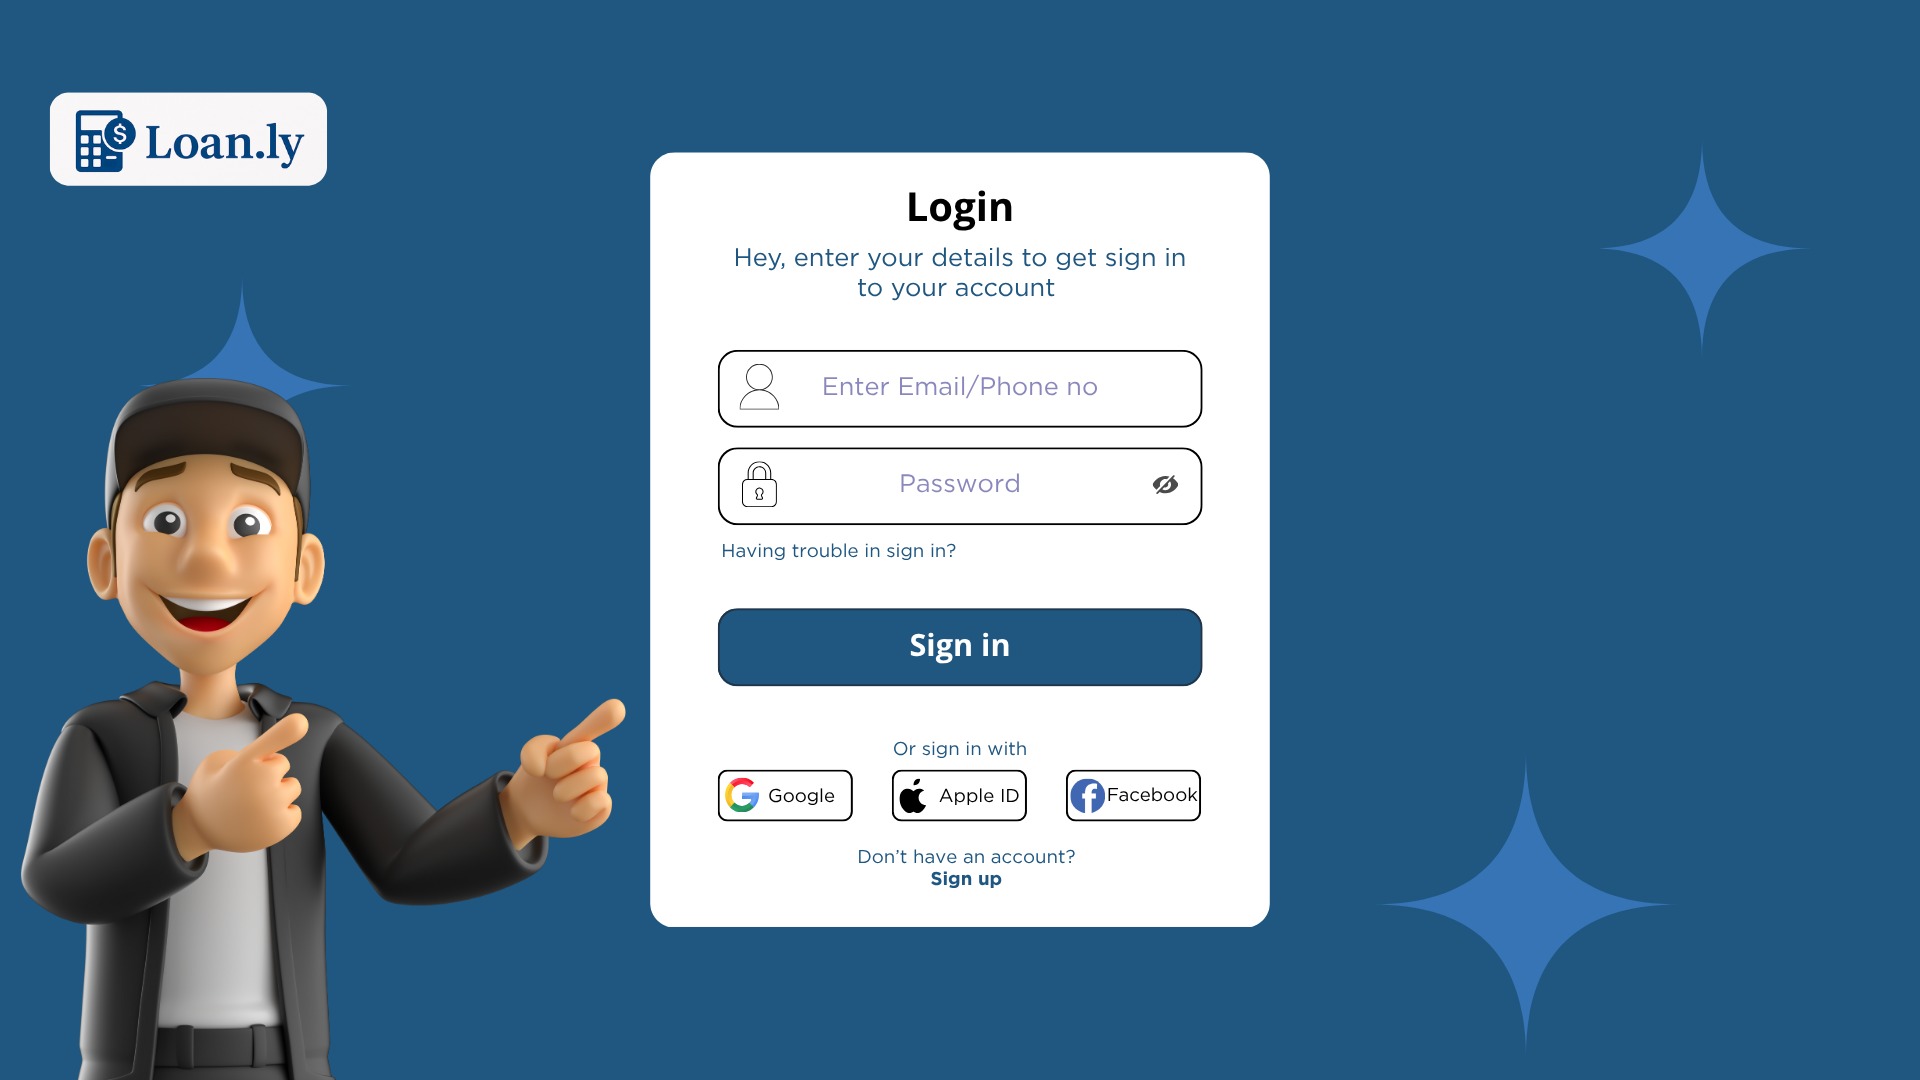 Loan.ly
Login
Hey, enter your details to get sign in
to your account
Enter Email/Phone no
Password
Having trouble in sign in?
Sign in
Or sign in with
Google
Apple ID
Facebook
Don’t have an account?
Sign up